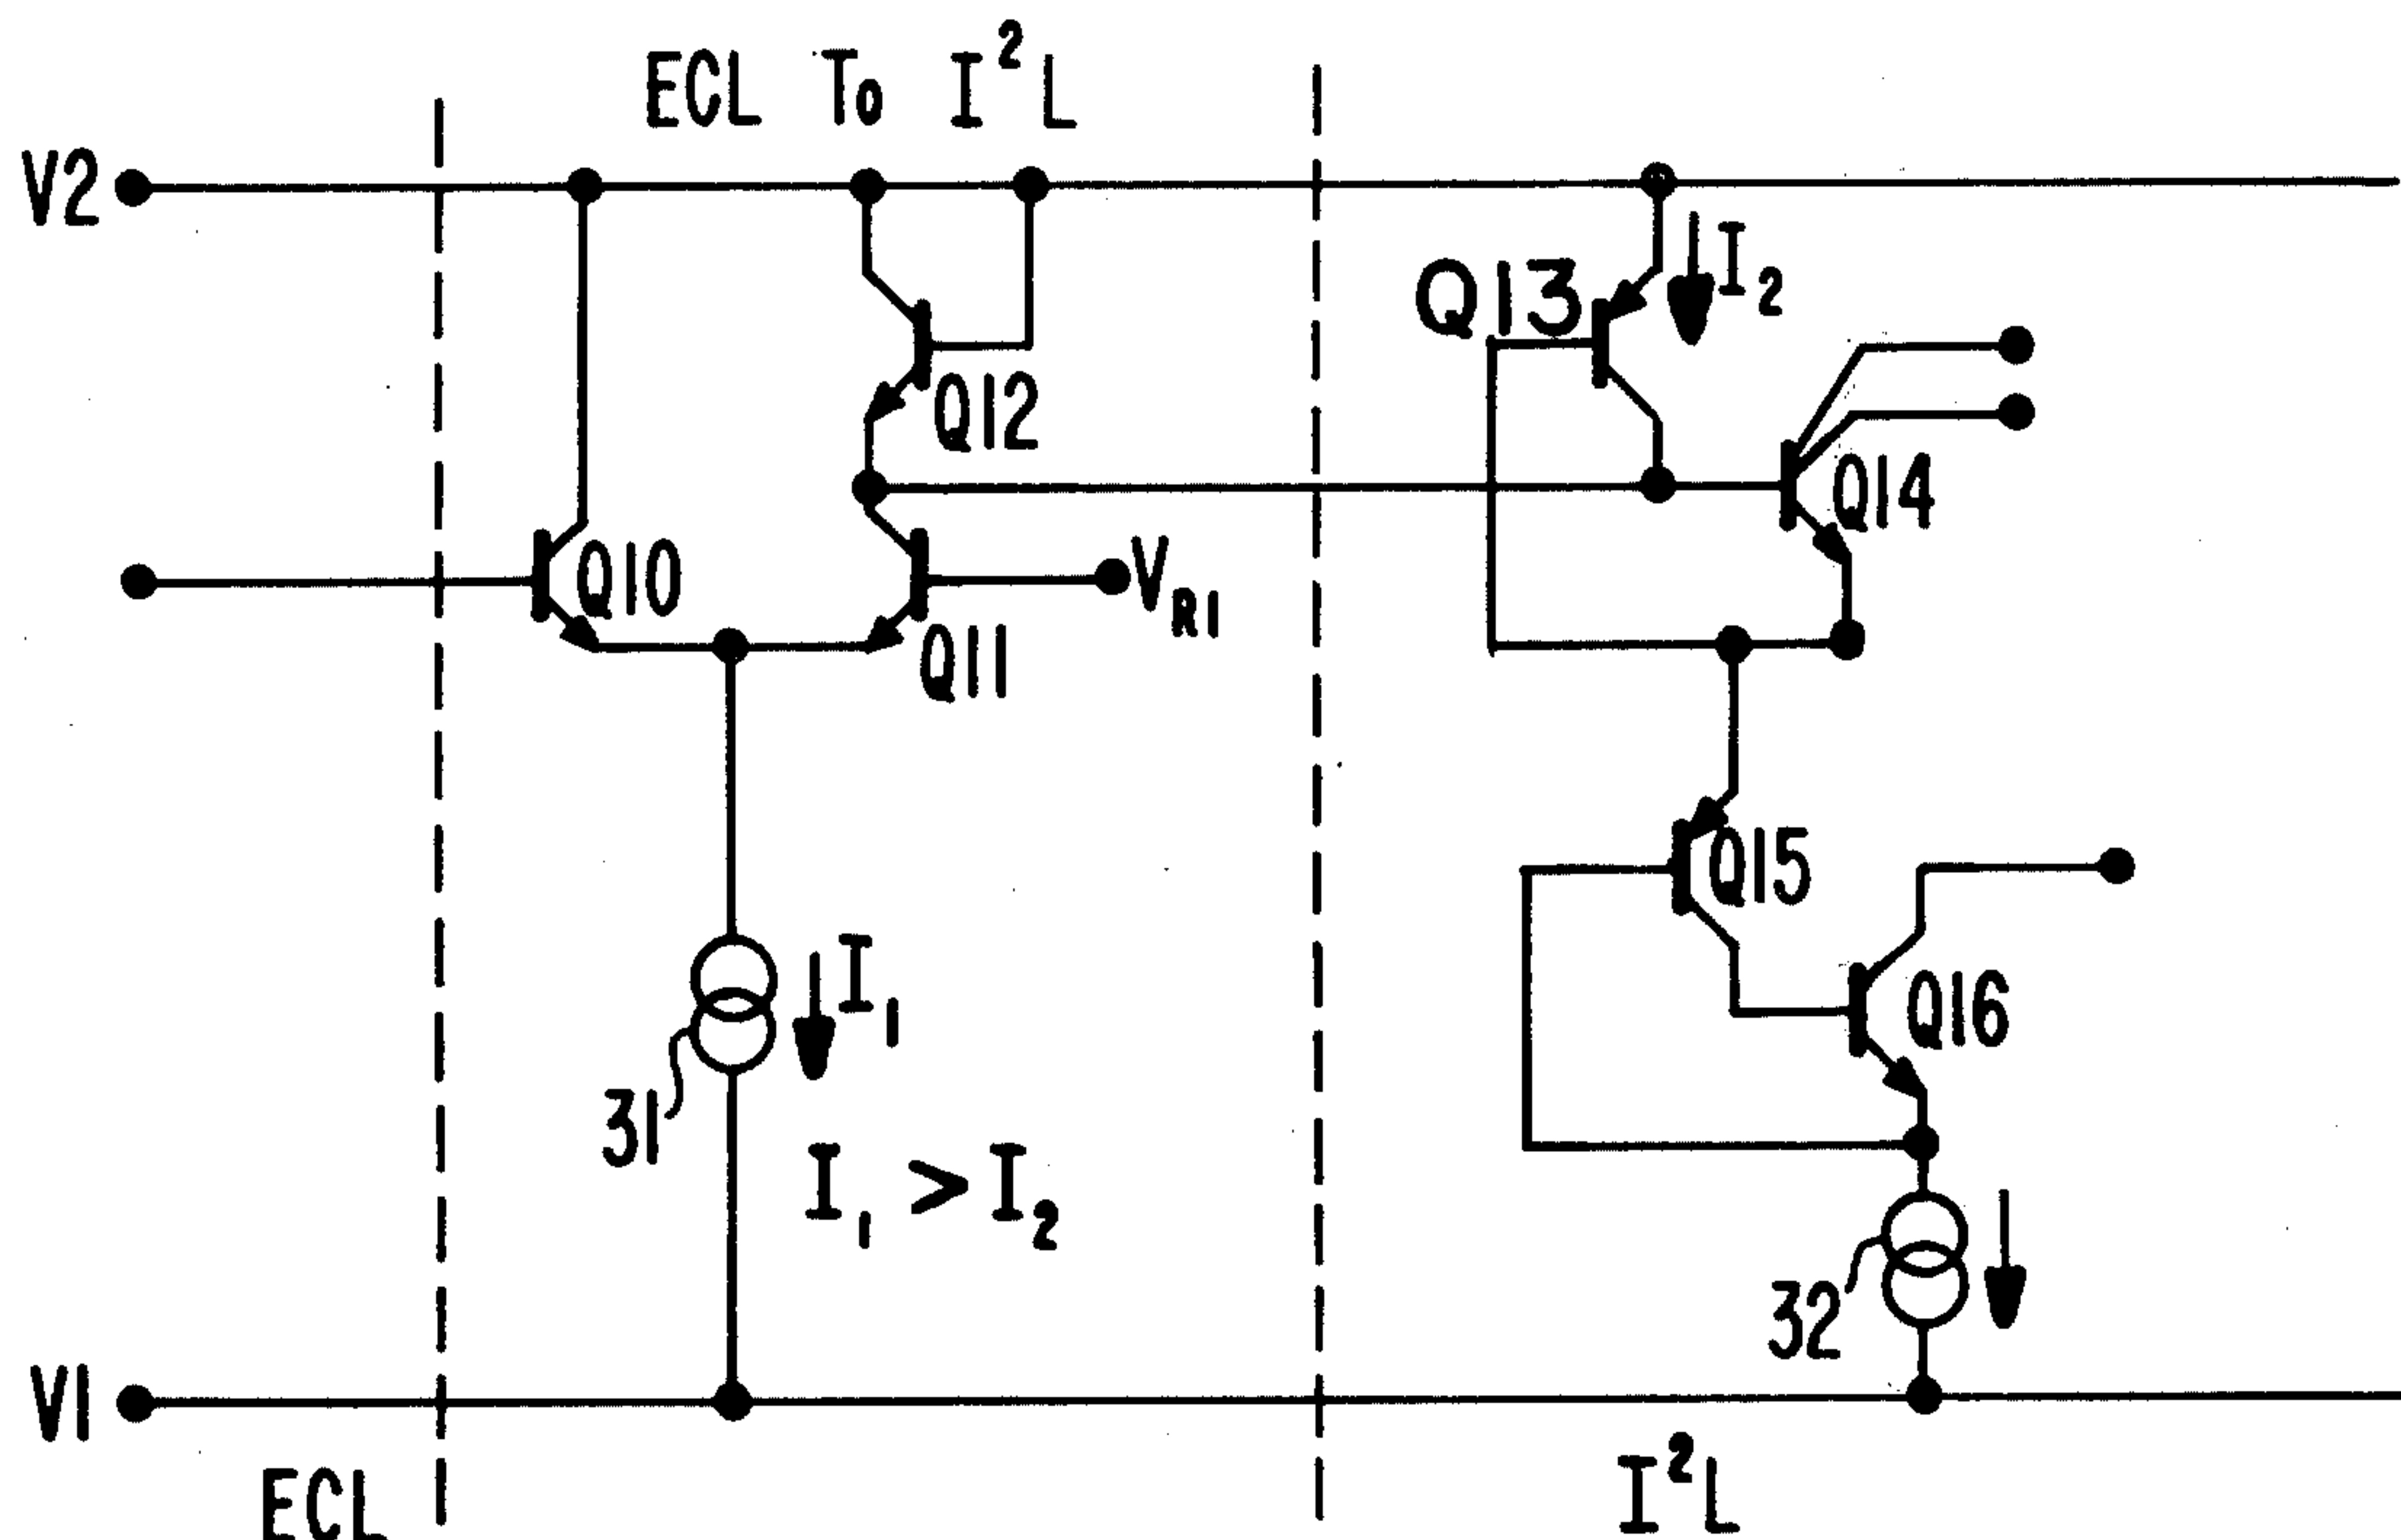 ECL To I²L
V2
I₂
Q13
Q12
Q14
Q10
V_R1
Q11
Q15
I₁
Q16
31
I₁ > I₂
32
V1
I²L
ECL